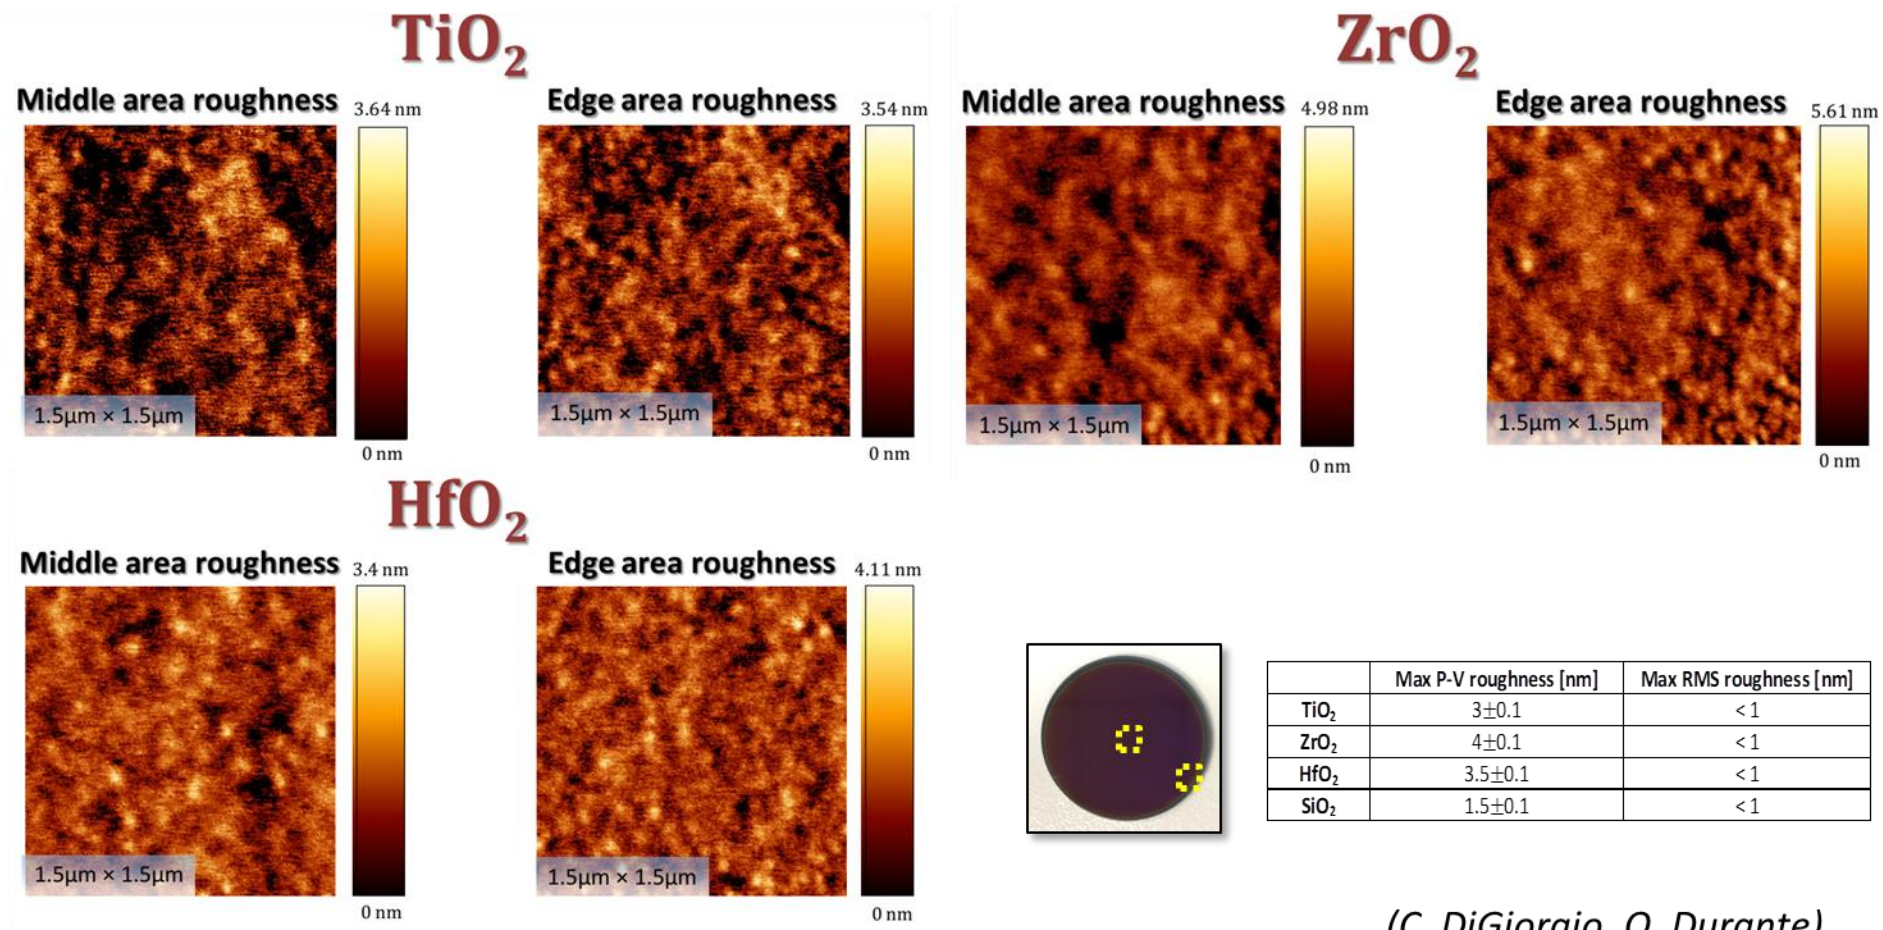 TiO₂
Middle area roughness
3.64 nm
1.5µm × 1.5µm
0 nm
Edge area roughness
3.54 nm
1.5µm × 1.5µm
0 nm
ZrO₂
Middle area roughness
4.98 nm
1.5µm × 1.5µm
0 nm
Edge area roughness
5.61 nm
1.5µm × 1.5µm
0 nm
HfO₂
Middle area roughness
3.4 nm
1.5µm × 1.5µm
0 nm
Edge area roughness
4.11 nm
1.5µm × 1.5µm
0 nm
Max P-V roughness [nm] Max RMS roughness [nm]
TiO₂ 3±0.1 < 1
ZrO₂ 4±0.1 < 1
HfO₂ 3.5±0.1 < 1
SiO₂ 1.5±0.1 < 1
(C. DiGiorgio, O. Durante)